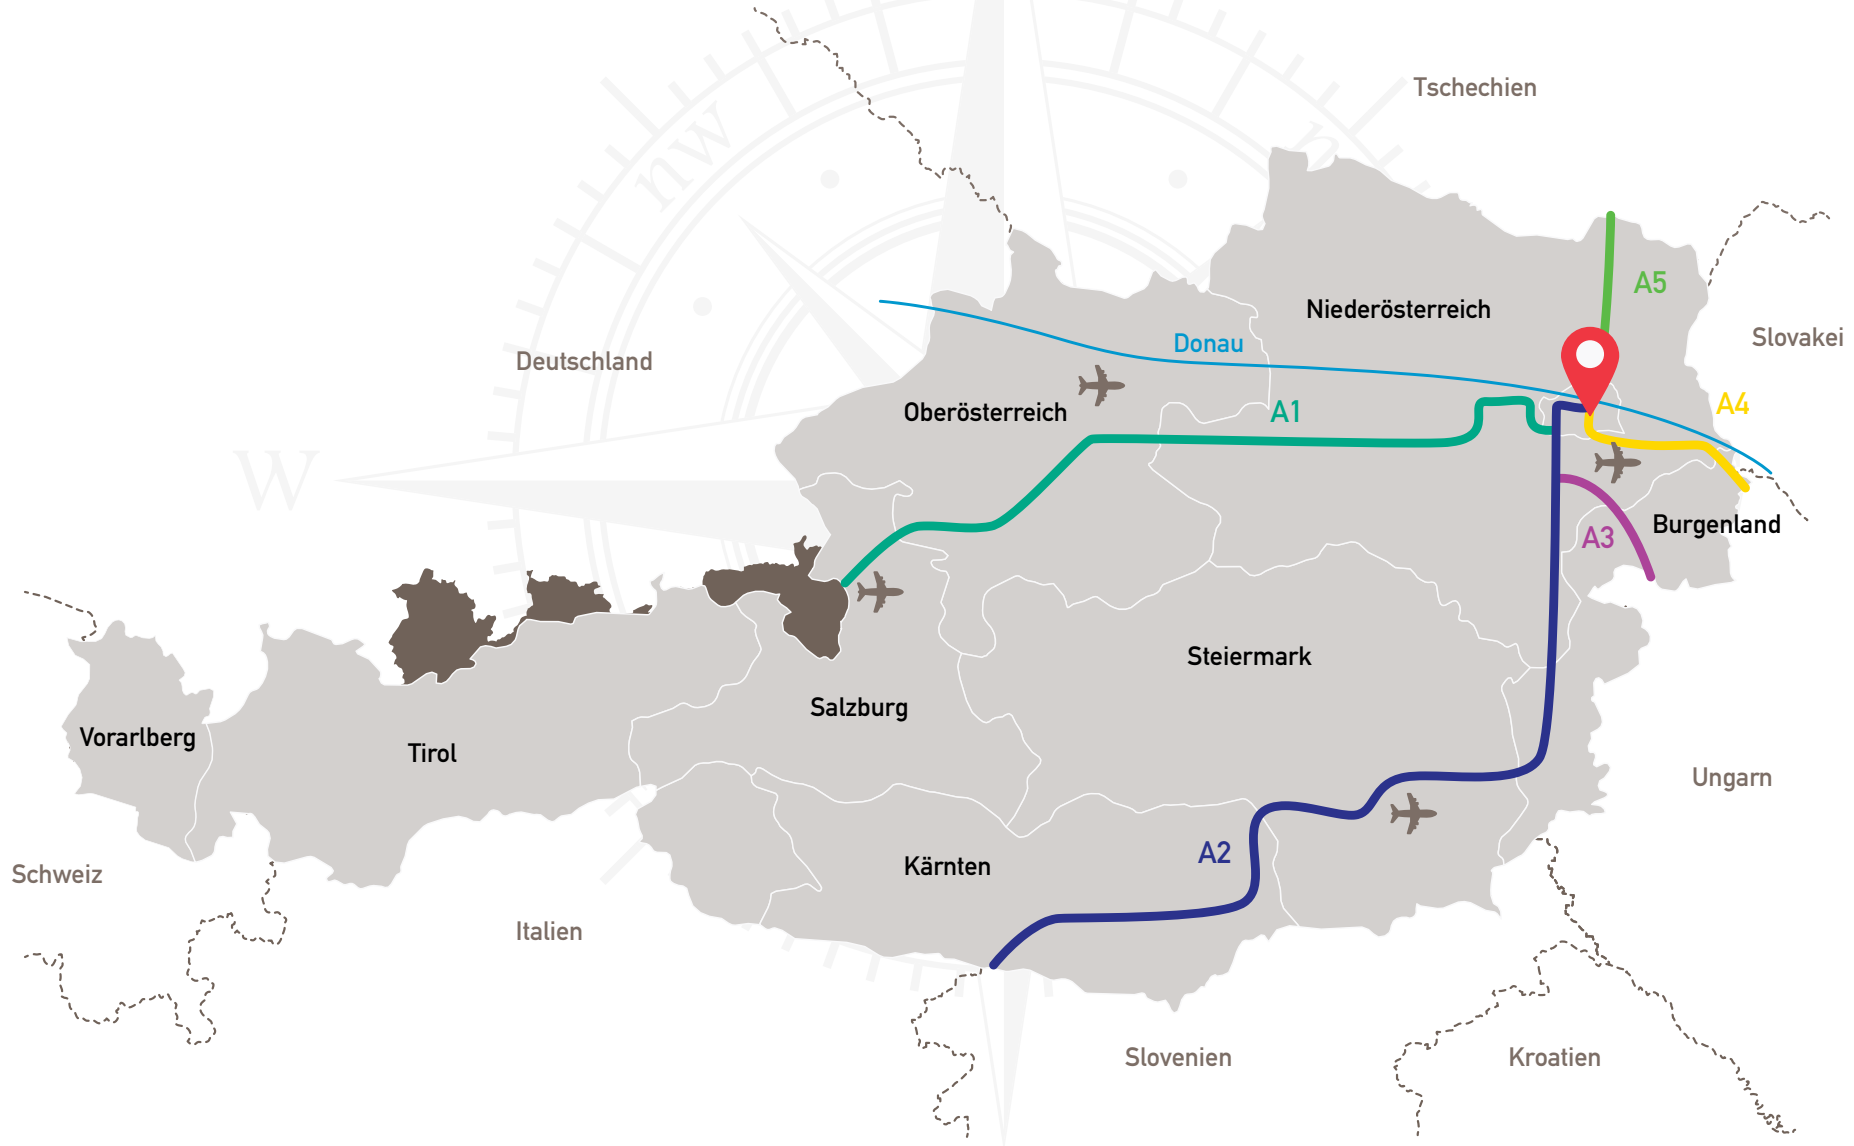 Tschechien
nw
n
A5
Niederösterreich
Slovakei
Donau
Deutschland
A4
Oberösterreich
A1
W
Burgenland
A3
Steiermark
Salzburg
Vorarlberg
Tirol
Ungarn
A2
Kärnten
Schweiz
Italien
Slovenien
Kroatien